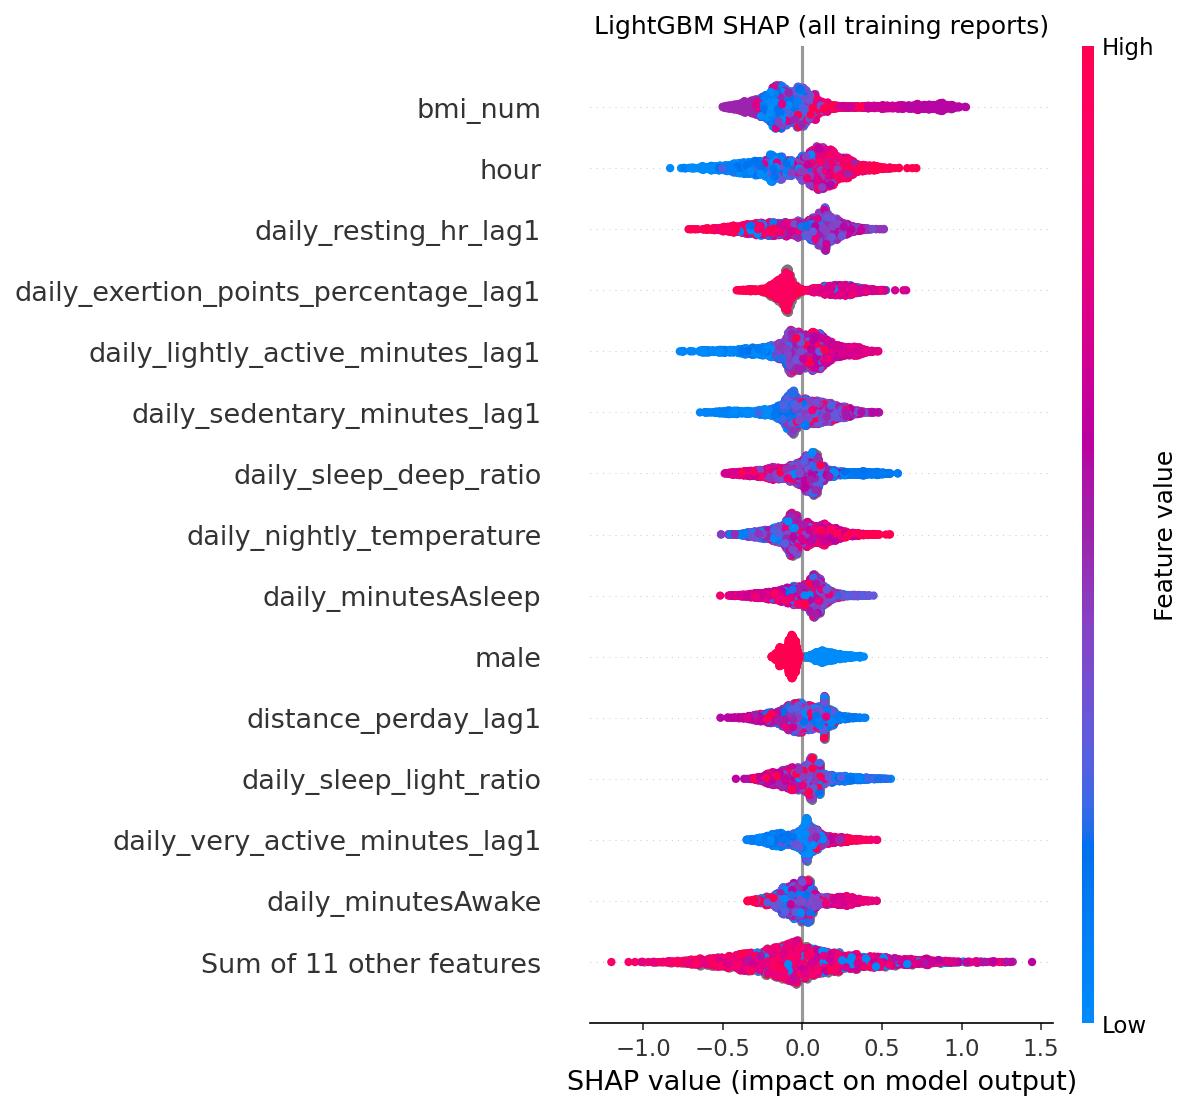 LightGBM SHAP (all training reports)
High
bmi_num
hour
daily_resting_hr_lag1
daily_exertion_points_percentage_lag1
daily_lightly_active_minutes_lag1
daily_sedentary_minutes_lag1
daily_sleep_deep_ratio
daily_nightly_temperature
daily_minutesAsleep
male
distance_perday_lag1
daily_sleep_light_ratio
daily_very_active_minutes_lag1
daily_minutesAwake
Sum of 11 other features
Feature value
Low
−1.0 −0.5 0.0 0.5 1.0 1.5
SHAP value (impact on model output)